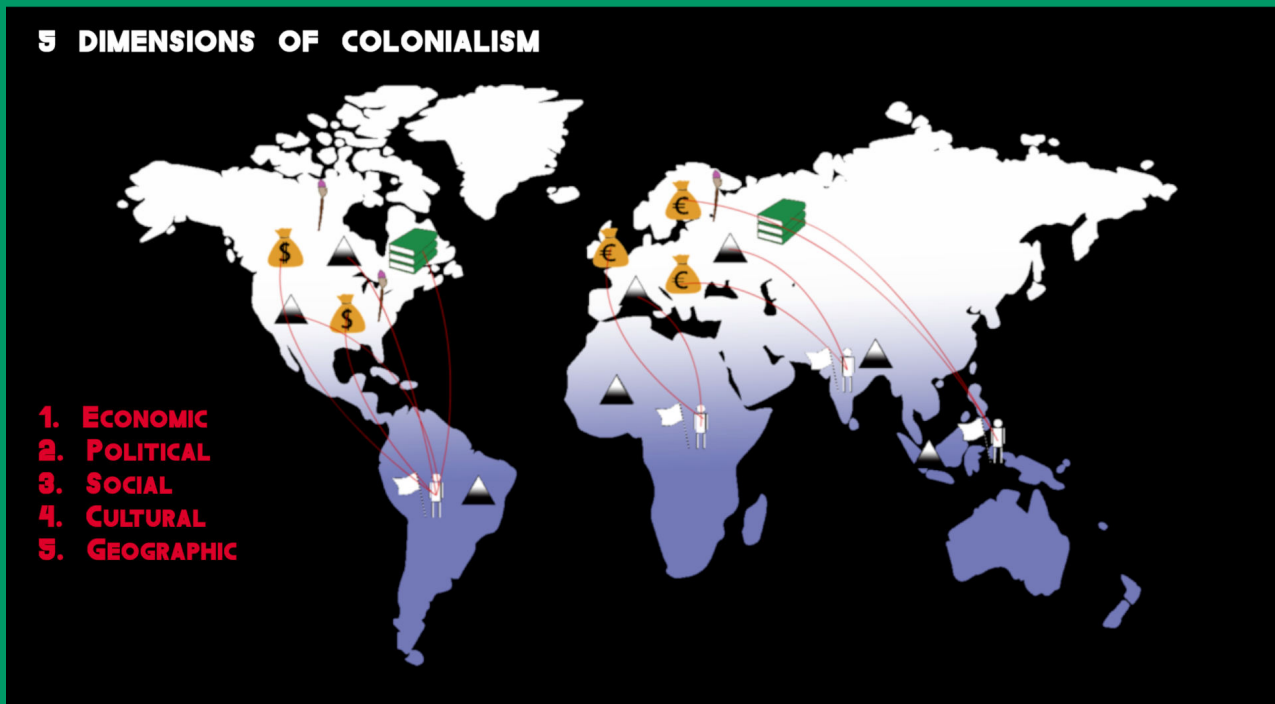 5 DIMENSIONS OF COLONIALISM
$ € € €
$
1. ECONOMIC
2. POLITICAL
3. SOCIAL
4. CULTURAL
5. GEOGRAPHIC